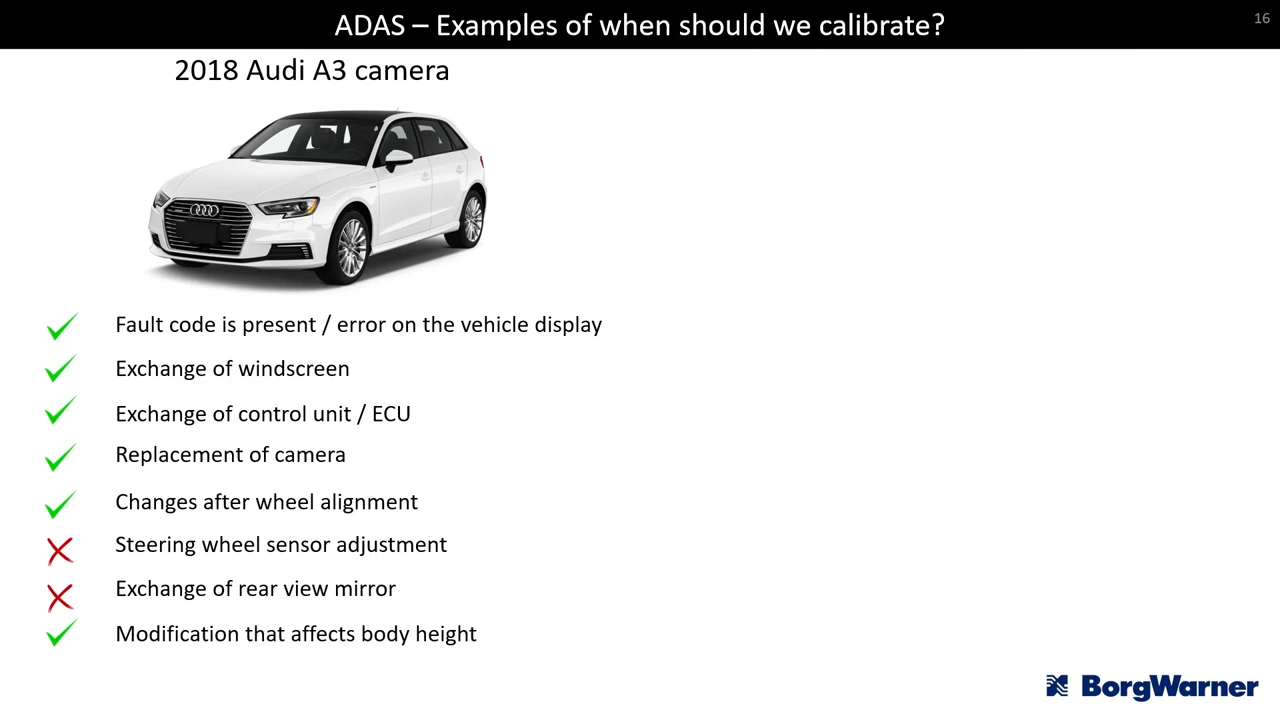 ADAS – Examples of when should we calibrate?
16
2018 Audi A3 camera
Fault code is present / error on the vehicle display
Exchange of windscreen
Exchange of control unit / ECU
Replacement of camera
Changes after wheel alignment
Steering wheel sensor adjustment
Exchange of rear view mirror
Modification that affects body height
BorgWarner